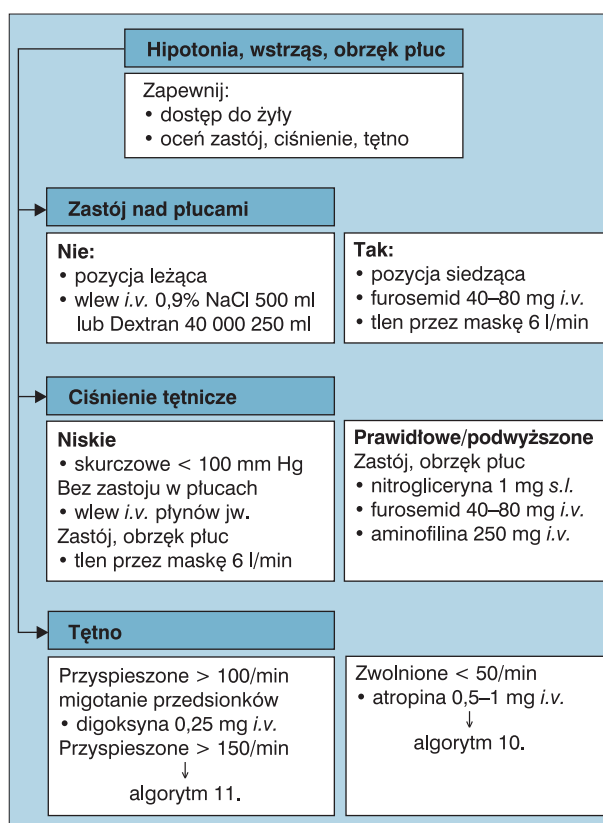 Hipotonia, wstrząs, obrzęk płuc
Zapewnij:
• dostęp do żyły
• oceń zastój, ciśnienie, tętno
Zastój nad płucami
Nie:
• pozycja leżąca
• wlew i.v. 0,9% NaCl 500 ml
lub Dextran 40 000 250 ml
Tak:
• pozycja siedząca
• furosemid 40–80 mg i.v.
• tlen przez maskę 6 l/min
Ciśnienie tętnicze
Niskie
• skurczowe < 100 mm Hg
Bez zastoju w płucach
• wlew i.v. płynów jw.
Zastój, obrzęk płuc
• tlen przez maskę 6 l/min
Prawidłowe/podwyższone
Zastój, obrzęk płuc
• nitrogliceryna 1 mg s.l.
• furosemid 40–80 mg i.v.
• aminofilina 250 mg i.v.
Tętno
Przyspieszone > 100/min
migotanie przedsionków
• digoksyna 0,25 mg i.v.
Przyspieszone > 150/min
↓
algorytm 11.
Zwolnione < 50/min
• atropina 0,5–1 mg i.v.
↓
algorytm 10.